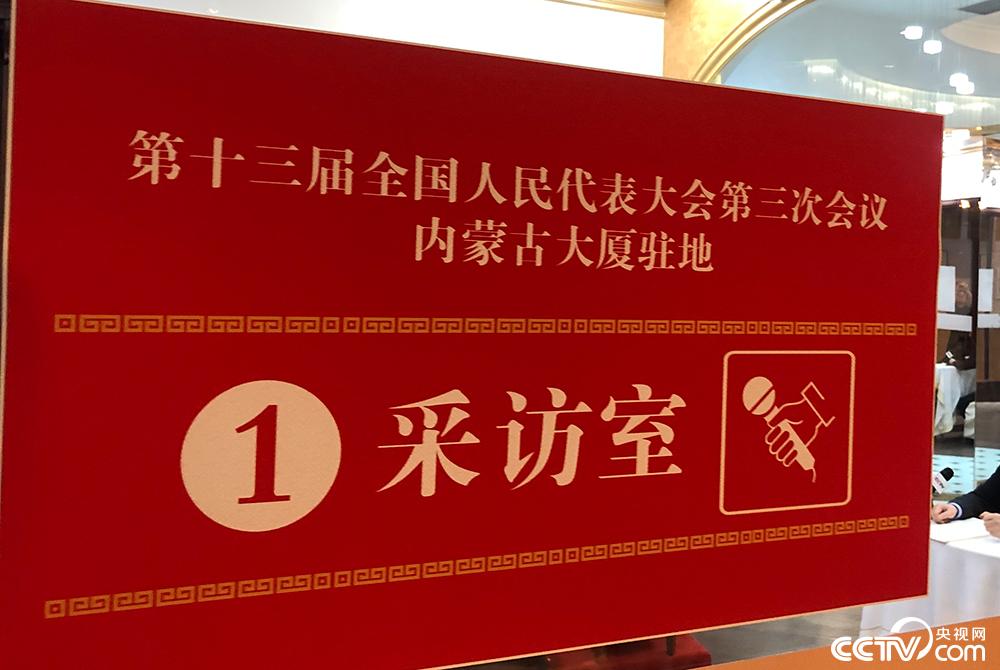 第十三届全国人民代表大会第三次会议
内蒙古大厦驻地
1 采访室
CCTV 央视网
com